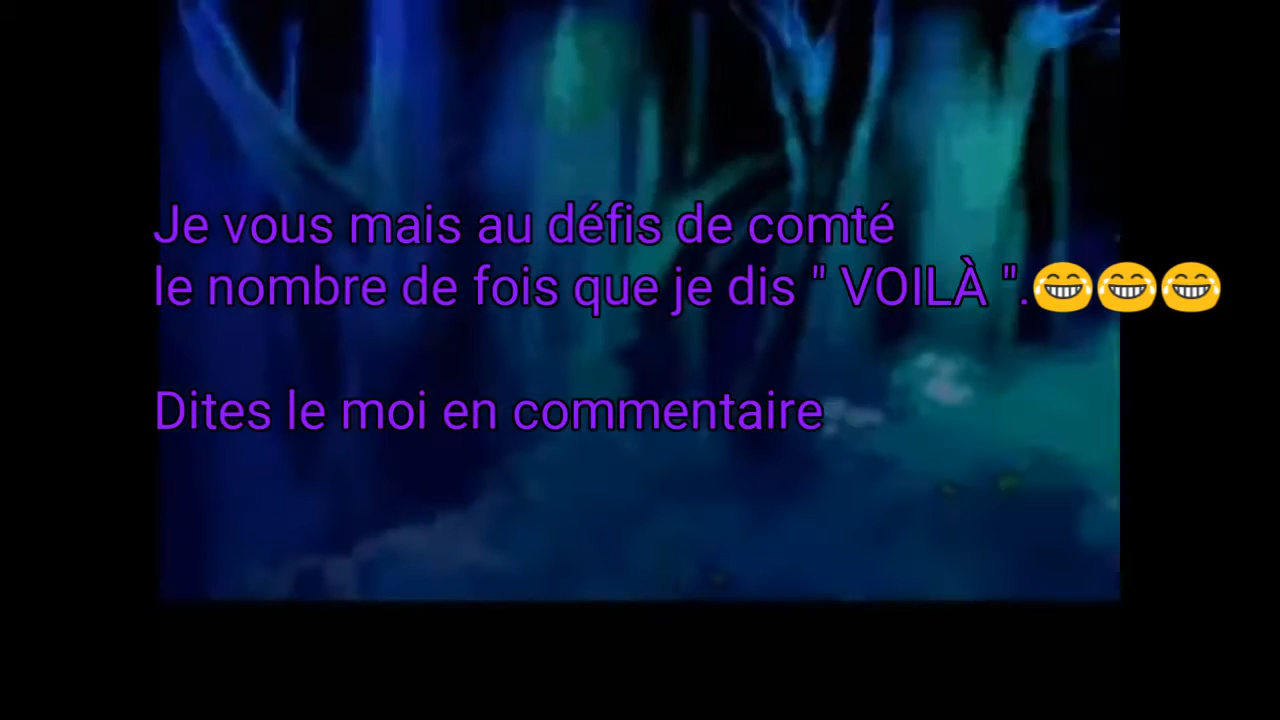 Je vous mais au défis de comté
le nombre de fois que je dis " VOILÀ ".😂😂😂
Dites le moi en commentaire